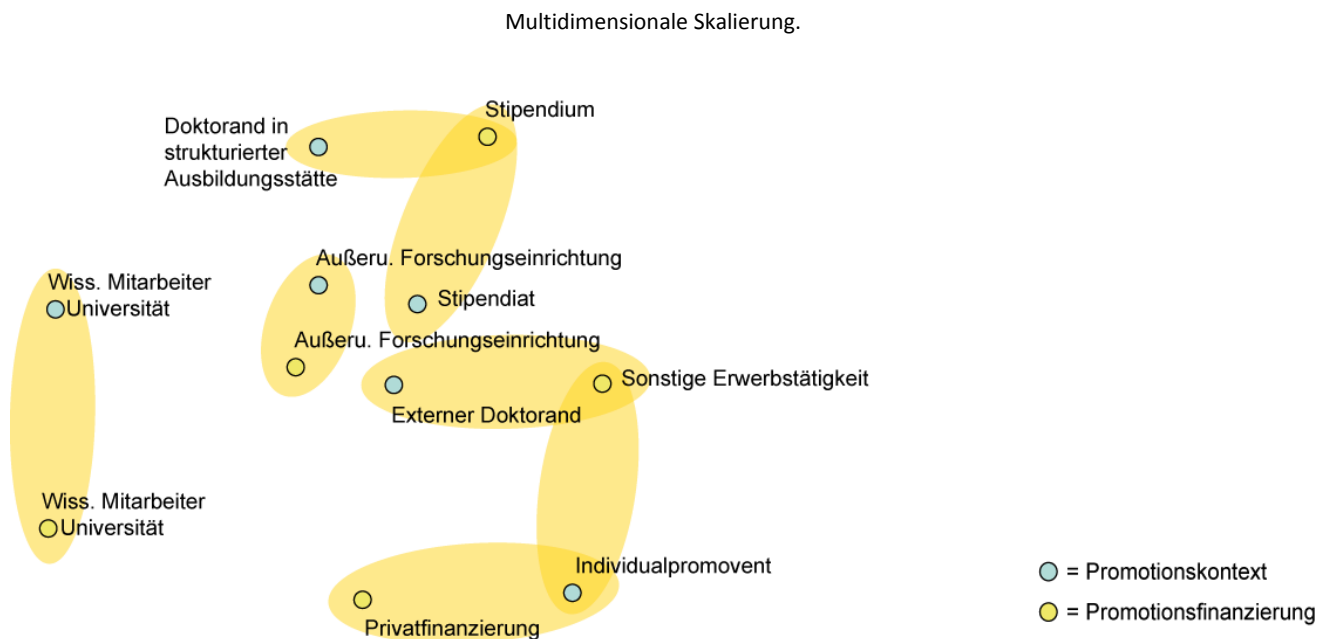 Multidimensionale Skalierung.
Stipendium
Doktorand in
strukturierter
Ausbildungsstätte
Außeru. Forschungseinrichtung
Wiss. Mitarbeiter
Universität
Stipendiat
Außeru. Forschungseinrichtung
Sonstige Erwerbstätigkeit
Externer Doktorand
Wiss. Mitarbeiter
Universität
Individualpromovent
Privatfinanzierung
= Promotionskontext
= Promotionsfinanzierung